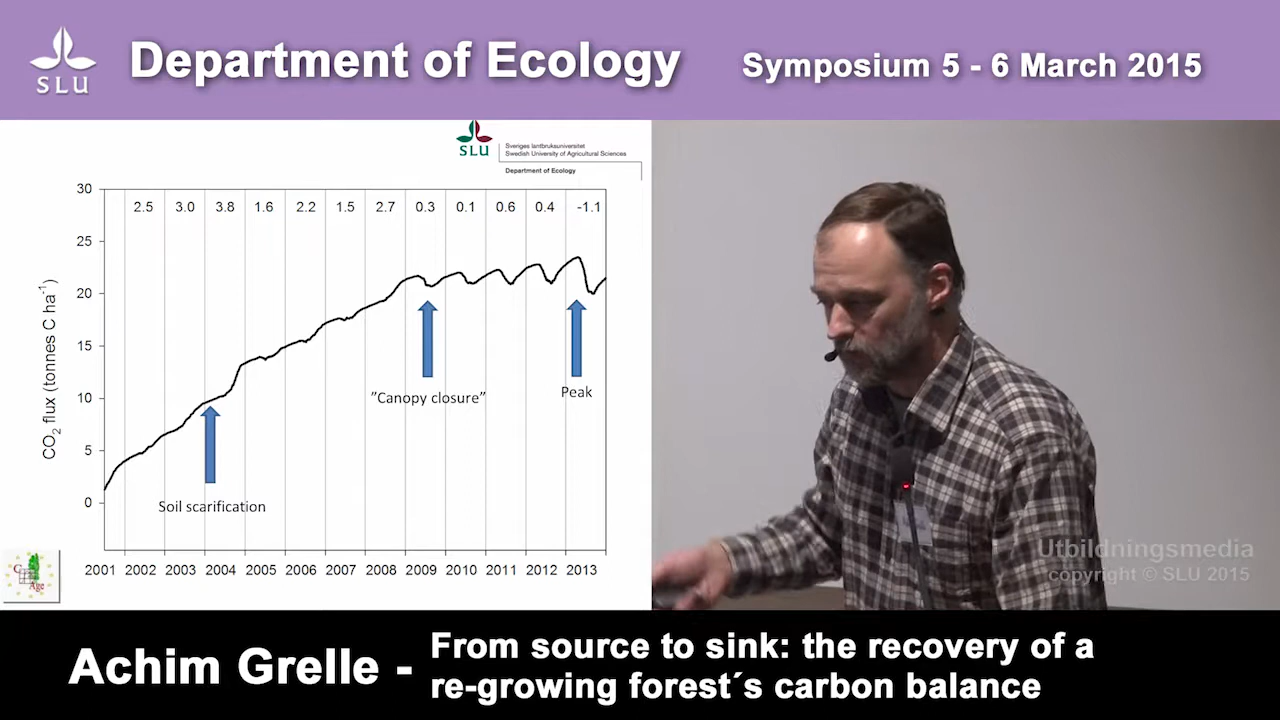 SLU
Department of Ecology
Symposium 5 - 6 March 2015
SLU
Sveriges lantbruksuniversitet
Swedish University of Agricultural Sciences
Department of Ecology
30
25
20
15
10
5
0
CO2 flux (tonnes C ha-1)
2.5 3.0 3.8 1.6 2.2 1.5 2.7 0.3 0.1 0.6 0.4 -1.1
"Canopy closure"
Peak
Soil scarification
2001 2002 2003 2004 2005 2006 2007 2008 2009 2010 2011 2012 2013
Age
Utbildningsmedia
copyright © SLU 2015
Achim Grelle -
From source to sink: the recovery of a
re-growing forest´s carbon balance